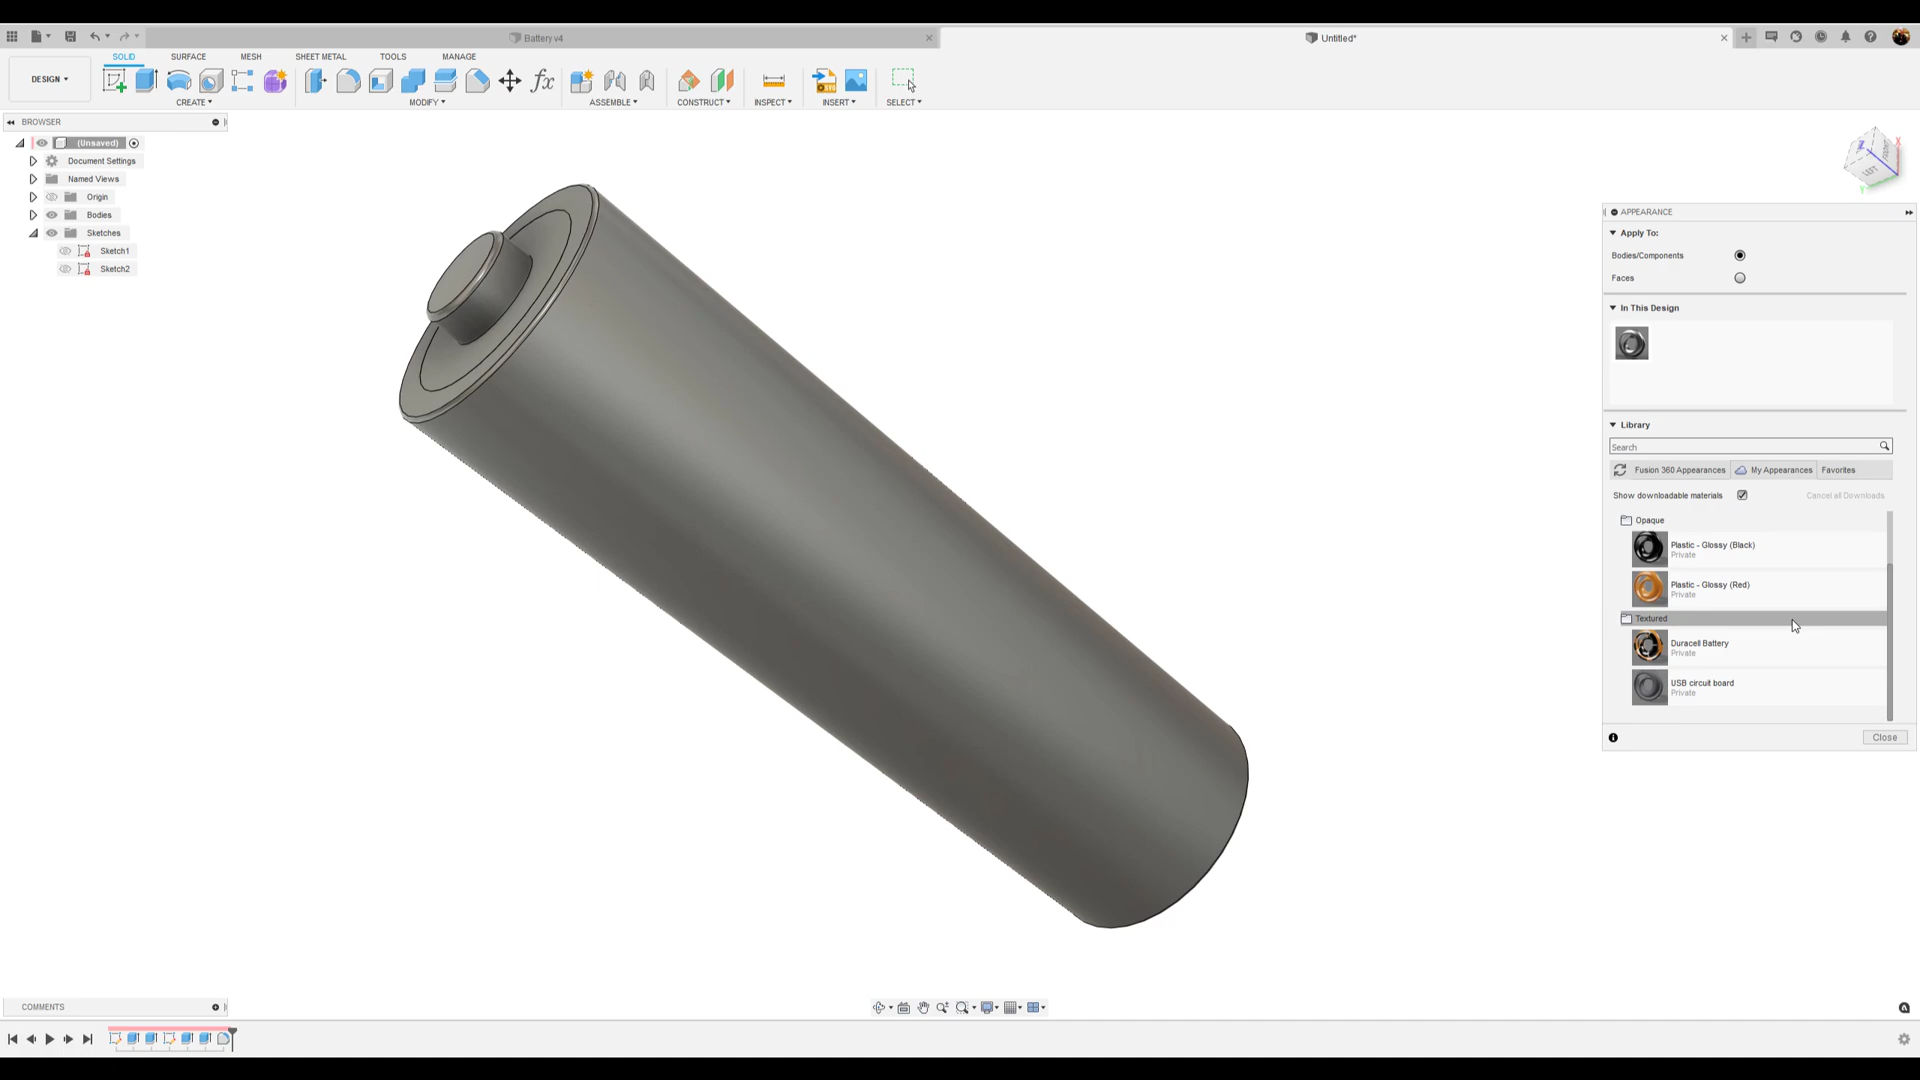 Battery v4
Untitled*
DESIGN
SOLID
SURFACE
MESH
SHEET METAL
TOOLS
MANAGE
CREATE
MODIFY
ASSEMBLE
CONSTRUCT
INSPECT
INSERT
SELECT
BROWSER
(Unsaved)
Document Settings
Named Views
Origin
Bodies
Sketches
Sketch1
Sketch2
LEFT
FRONT
X
Y
Z
APPEARANCE
Apply To:
Bodies/Components
Faces
In This Design
Library
Search
Fusion 360 Appearances
My Appearances
Favorites
Show downloadable materials
Cancel all Downloads
Opaque
Plastic - Glossy (Black)
Private
Plastic - Glossy (Red)
Private
Textured
Duracell Battery
Private
USB circuit board
Private
Close
COMMENTS